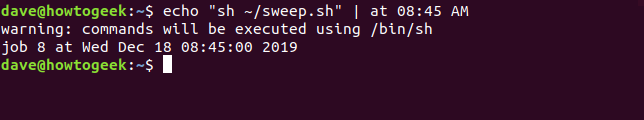 dave@howtogeek:~$ echo "sh ~/sweep.sh" | at 08:45 AM
warning: commands will be executed using /bin/sh
job 8 at Wed Dec 18 08:45:00 2019
dave@howtogeek:~$